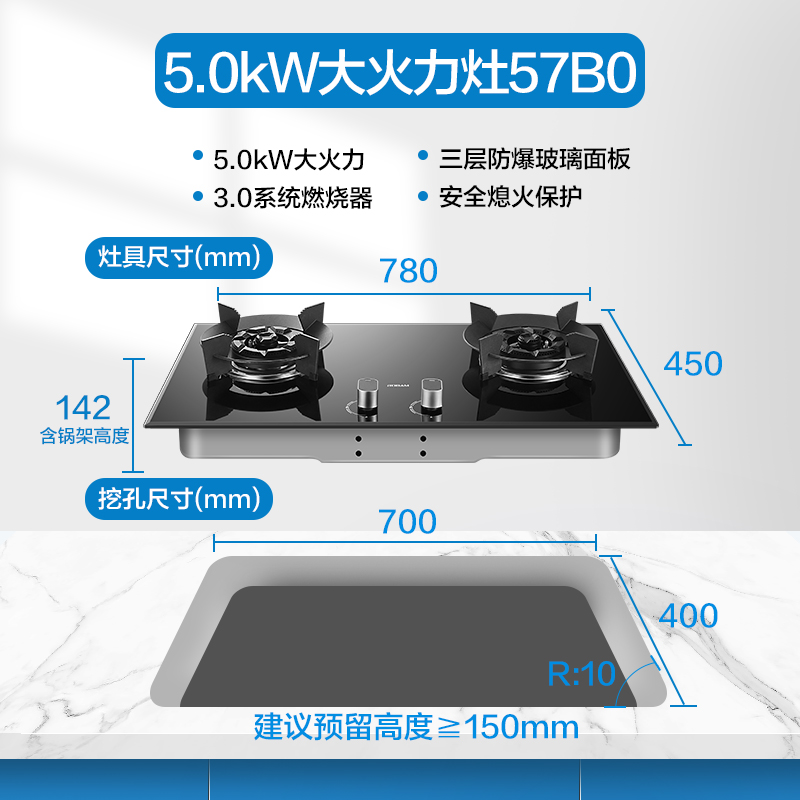 5.0kW大火力灶57B0
5.0kW大火力
三层防爆玻璃面板
3.0系统燃烧器
安全熄火保护
灶具尺寸(mm)
780
450
142
含锅架高度
ROBAM
挖孔尺寸(mm)
700
400
R:10
建议预留高度≧150mm